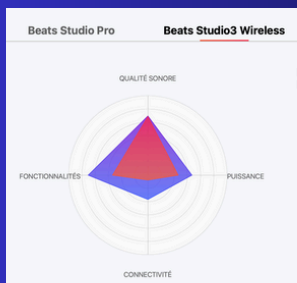 Beats Studio Pro
Beats Studio3 Wireless
QUALITÉ SONORE
FONCTIONNALITÉS
PUISSANCE
CONNECTIVITÉ